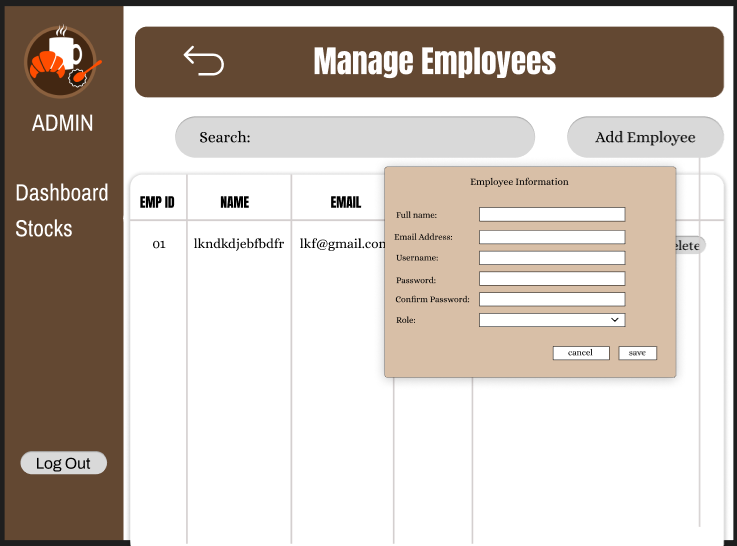 Manage Employees
ADMIN
Search:
Add Employee
Dashboard
Stocks
EMP ID NAME EMAIL
01 lkndkdjebfbdfr lkf@gmail.com
Employee Information
Full name:
Email Address:
Username:
Password:
Confirm Password:
Role:
cancel save
elete
Log Out